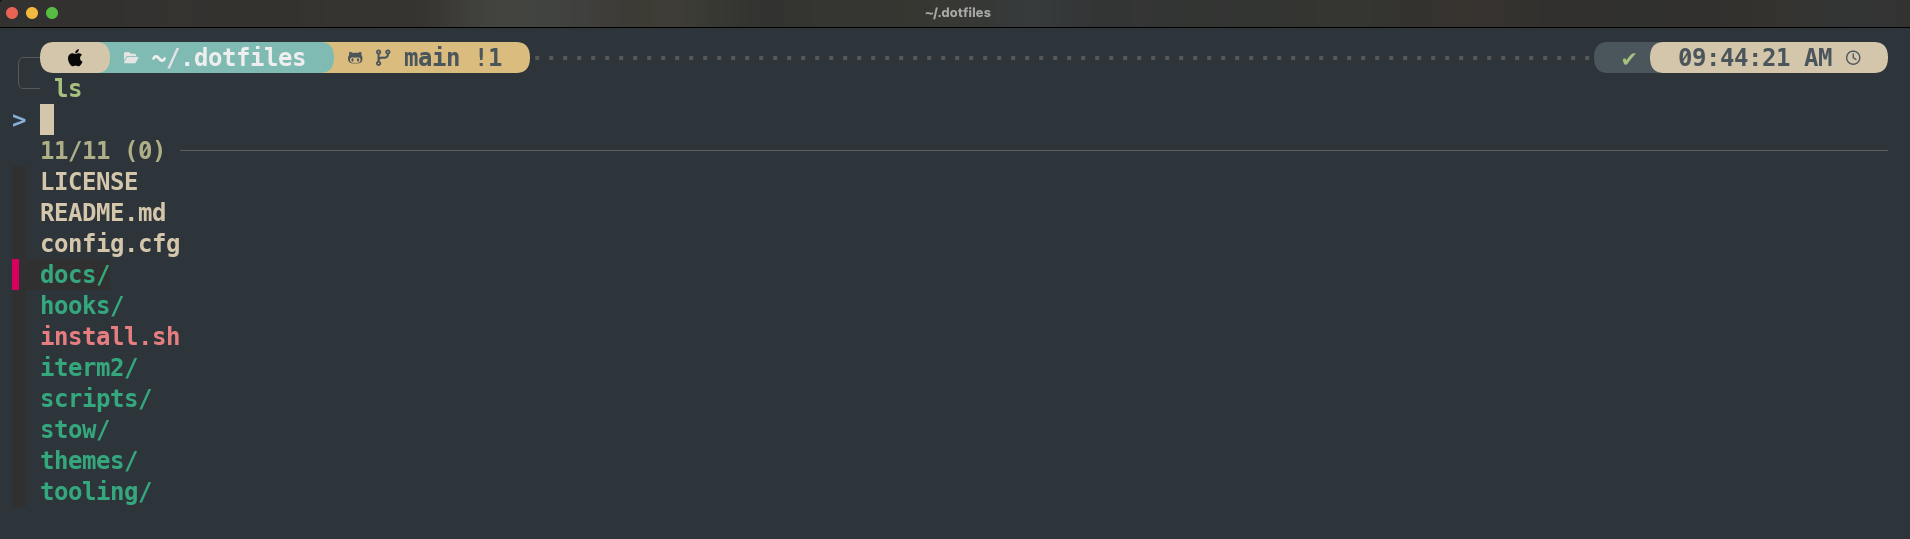 ~/.dotfiles
~/.dotfiles main !1 ✔ 09:44:21 AM
ls
>
11/11 (0)
LICENSE
README.md
config.cfg
docs/
hooks/
install.sh
iterm2/
scripts/
stow/
themes/
tooling/